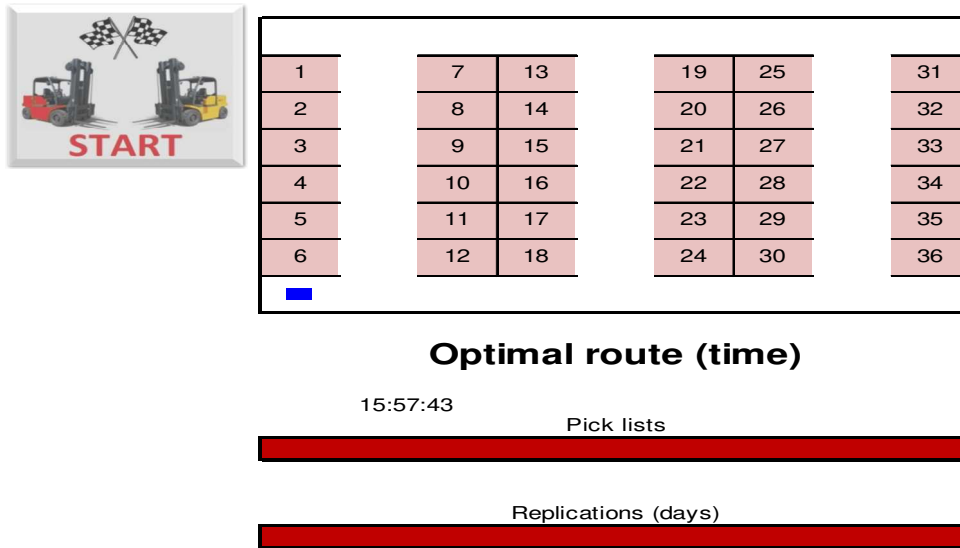 START
1 7 13 19 25 31
2 8 14 20 26 32
3 9 15 21 27 33
4 10 16 22 28 34
5 11 17 23 29 35
6 12 18 24 30 36
Optimal route (time)
15:57:43
Pick lists
Replications (days)